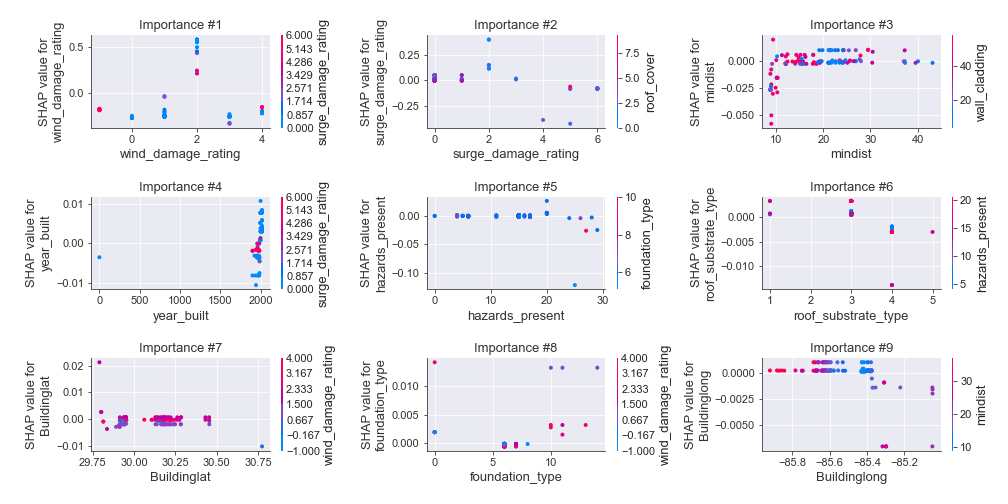 Importance #1
SHAP value for
wind_damage_rating
0.5
0.0
0
2
4
wind_damage_rating
6.000
5.143
4.286
3.429
2.571
1.714
0.857
0.000
surge_damage_rating
Importance #2
SHAP value for
surge_damage_rating
0.25
0.00
−0.25
0
2
4
6
surge_damage_rating
7.5
5.0
2.5
0.0
roof_cover
Importance #3
SHAP value for
mindist
0.000
−0.025
−0.050
10
20
30
40
mindist
40
20
wall_cladding
Importance #4
SHAP value for
year_built
0.01
0.00
−0.01
0
500
1000
1500
2000
year_built
6.000
5.143
4.286
3.429
2.571
1.714
0.857
0.000
surge_damage_rating
Importance #5
SHAP value for
hazards_present
0.00
−0.05
−0.10
0
10
20
30
hazards_present
10
8
6
foundation_type
Importance #6
SHAP value for
roof_substrate_type
0.000
−0.005
−0.010
1
2
3
4
5
roof_substrate_type
20
15
10
5
hazards_present
Importance #7
SHAP value for
Buildinglat
0.02
0.01
0.00
−0.01
29.75
30.00
30.25
30.50
30.75
Buildinglat
4.000
3.167
2.333
1.500
0.667
−0.167
−1.000
wind_damage_rating
Importance #8
SHAP value for
foundation_type
0.010
0.005
0.000
0
10
foundation_type
4.000
3.167
2.333
1.500
0.667
−0.167
−1.000
wind_damage_rating
Importance #9
SHAP value for
Buildinglong
0.0000
−0.0025
−0.0050
−85.8
−85.6
−85.4
−85.2
Buildinglong
30
20
10
mindist